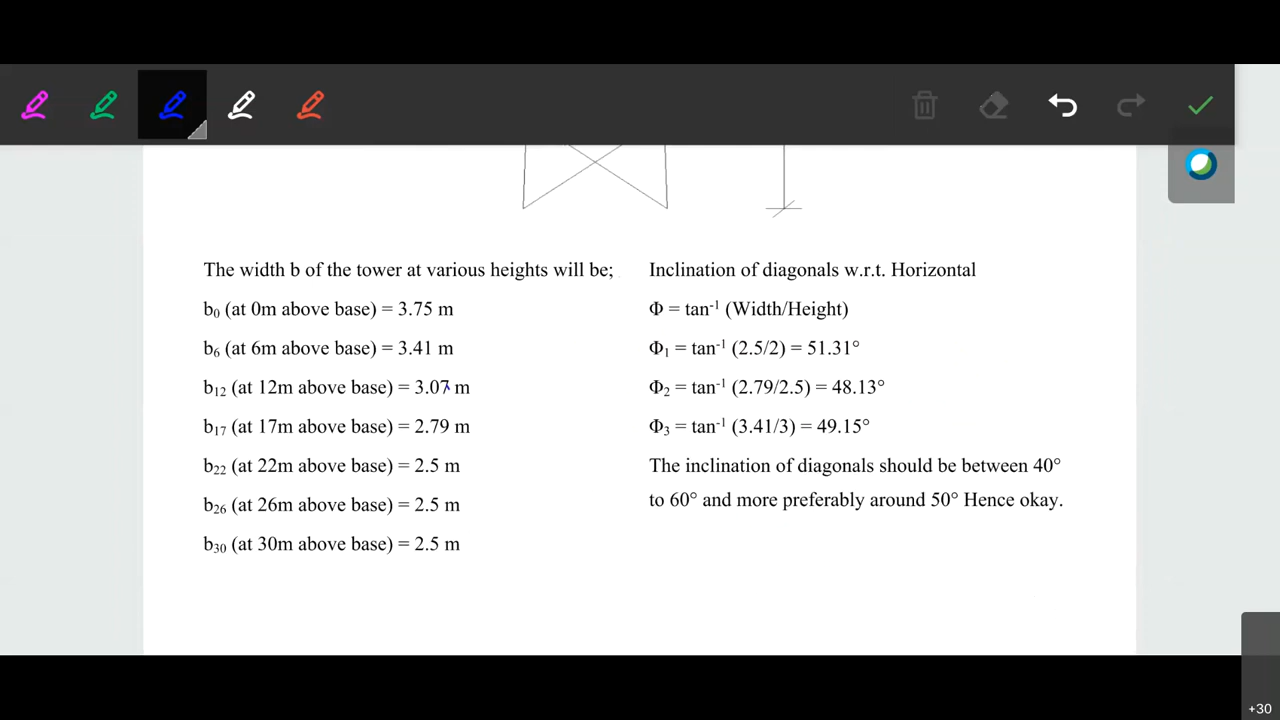 The width b of the tower at various heights will be;
b₀ (at 0m above base) = 3.75 m
b₆ (at 6m above base) = 3.41 m
b₁₂ (at 12m above base) = 3.07 m
b₁₇ (at 17m above base) = 2.79 m
b₂₂ (at 22m above base) = 2.5 m
b₂₆ (at 26m above base) = 2.5 m
b₃₀ (at 30m above base) = 2.5 m
Inclination of diagonals w.r.t. Horizontal
Φ = tan⁻¹ (Width/Height)
Φ₁ = tan⁻¹ (2.5/2) = 51.31°
Φ₂ = tan⁻¹ (2.79/2.5) = 48.13°
Φ₃ = tan⁻¹ (3.41/3) = 49.15°
The inclination of diagonals should be between 40°
to 60° and more preferably around 50° Hence okay.
+30